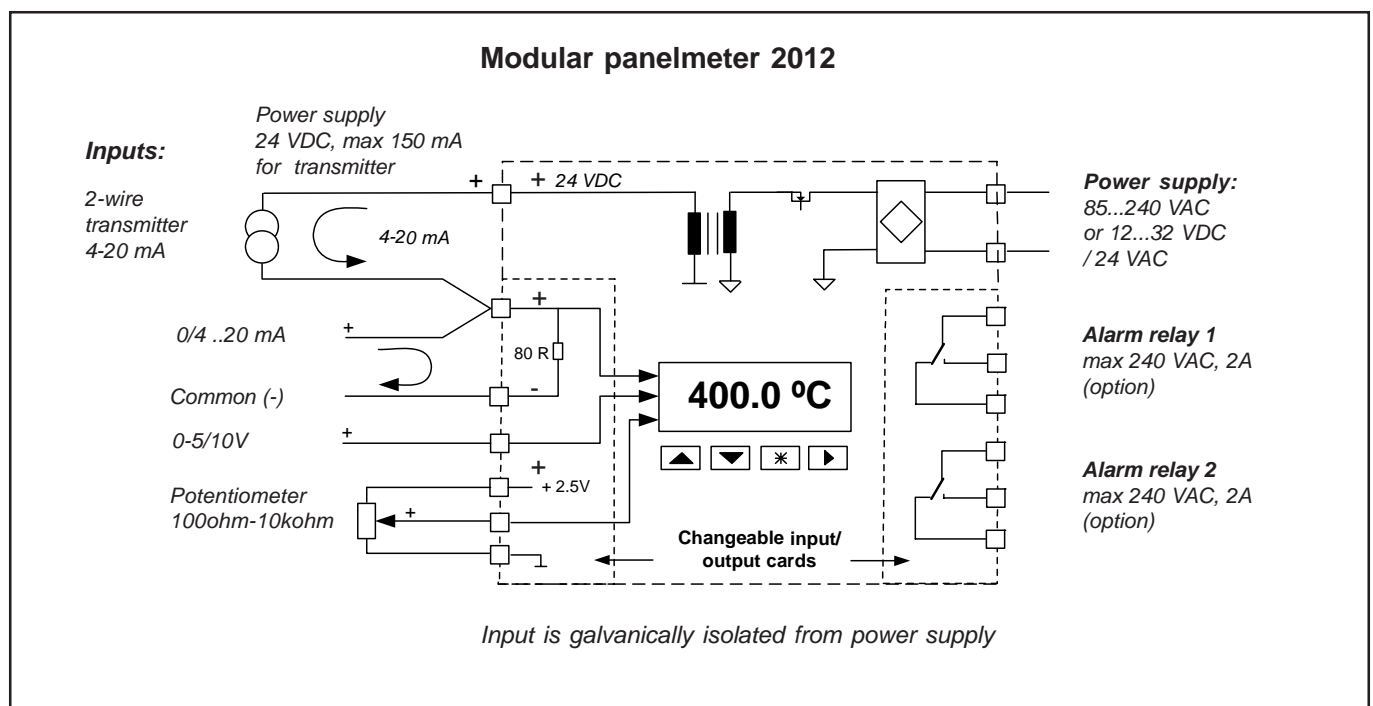 Modular panelmeter 2012
Power supply
24 VDC, max 150 mA
for transmitter
Inputs:
2-wire
transmitter
4-20 mA
+
+ 24 VDC
4-20 mA
Power supply:
85...240 VAC
or 12...32 VDC
/ 24 VAC
+
0/4 ..20 mA
+
80 R
Common (-)
-
0-5/10V
+
400.0 ºC
Alarm relay 1
max 240 VAC, 2A
(option)
+
+ 2.5V
Potentiometer
100ohm-10kohm
+
Alarm relay 2
max 240 VAC, 2A
(option)
Changeable input/
output cards
Input is galvanically isolated from power supply